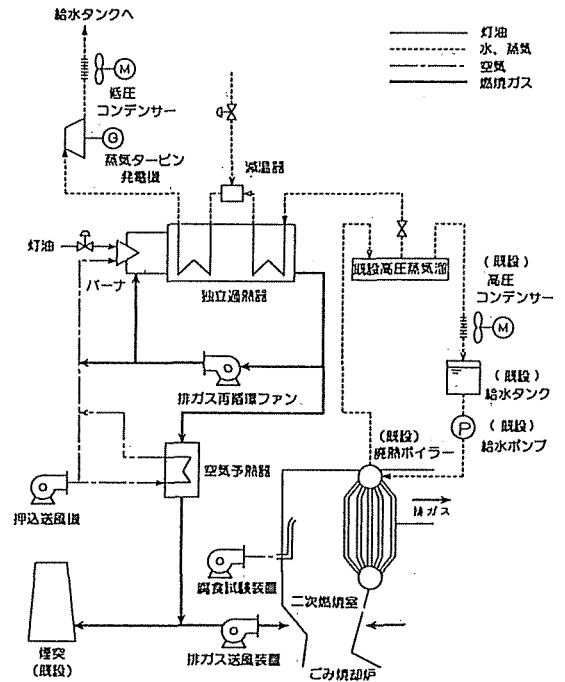 給水タンクへ
M
低圧
コンデンサー
G
蒸気タービン
発電機
減温器
灯油
水、蒸気
空気
燃焼ガス
灯油
バーナ
独立過熱器
既設高圧蒸気溜
(既設)
高圧
コンデンサー
M
(既設)
給水タンク
P
(既設)
給水ポンプ
排ガス再循環ファン
(既設)
廃熱ボイラー
空気予熱器
排ガス
押込送風機
腐食試験装置
二次燃焼室
煙突
(既設)
排ガス送風装置
ごみ焼却炉